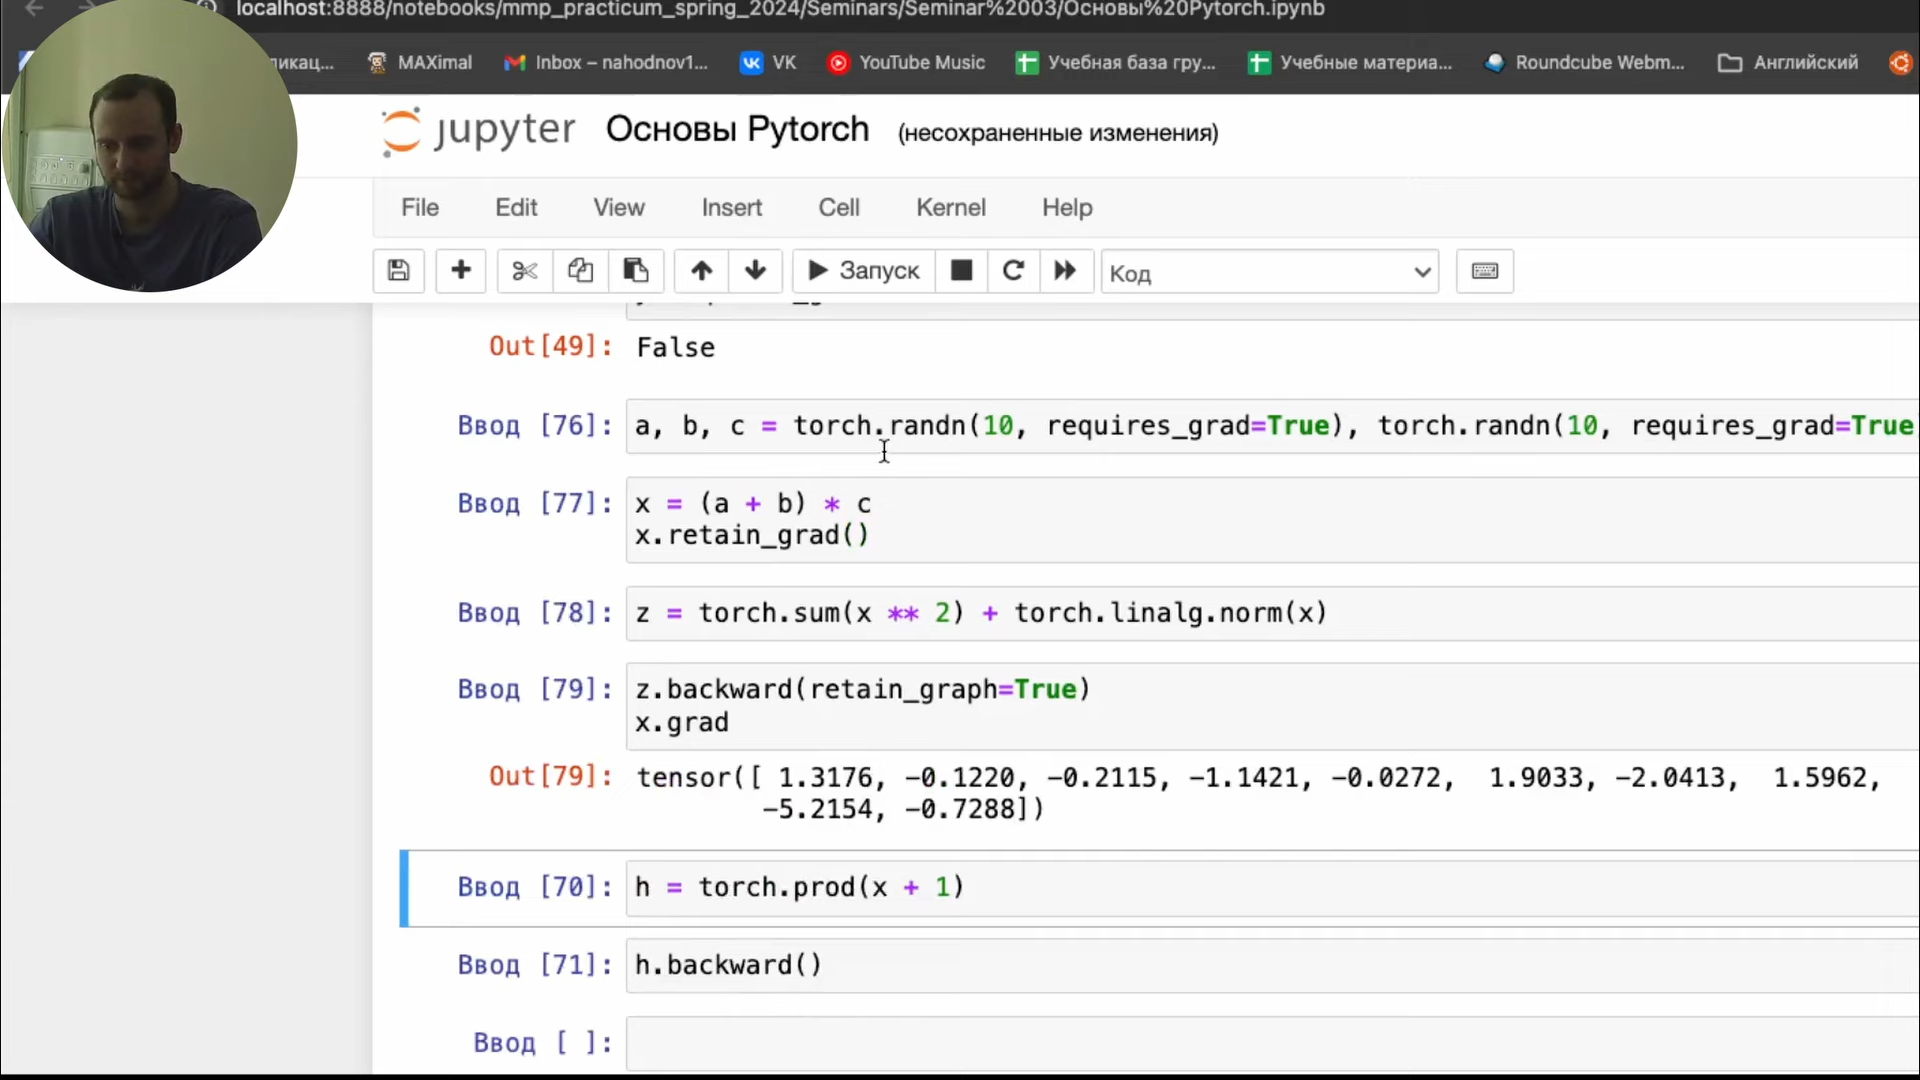 localhost:8888/notebooks/mmp_practicum_spring_2024/Seminars/Seminar%2003/Основы%20Pytorch.ipynb
ликац... MAXimal Inbox – nahodnov1... VK YouTube Music Учебная база гру... Учебные материа... Roundcube Webm... Английский
jupyter Основы Pytorch (несохраненные изменения)
File Edit View Insert Cell Kernel Help
Запуск Код
Out[49]: False
Ввод [76]: a, b, c = torch.randn(10, requires_grad=True), torch.randn(10, requires_grad=True
Ввод [77]: x = (a + b) * c
x.retain_grad()
Ввод [78]: z = torch.sum(x ** 2) + torch.linalg.norm(x)
Ввод [79]: z.backward(retain_graph=True)
x.grad
Out[79]: tensor([ 1.3176, -0.1220, -0.2115, -1.1421, -0.0272,  1.9033, -2.0413,  1.5962,
-5.2154, -0.7288])
Ввод [70]: h = torch.prod(x + 1)
Ввод [71]: h.backward()
Ввод [ ]: